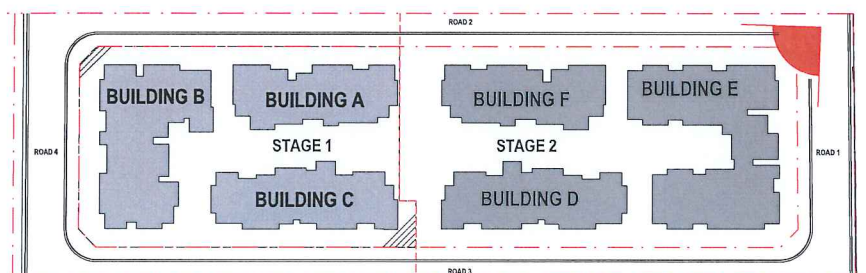 ROAD 2
BUILDING B
BUILDING A
BUILDING F
BUILDING E
STAGE 1
STAGE 2
ROAD 4
ROAD 1
BUILDING C
BUILDING D
ROAD 3